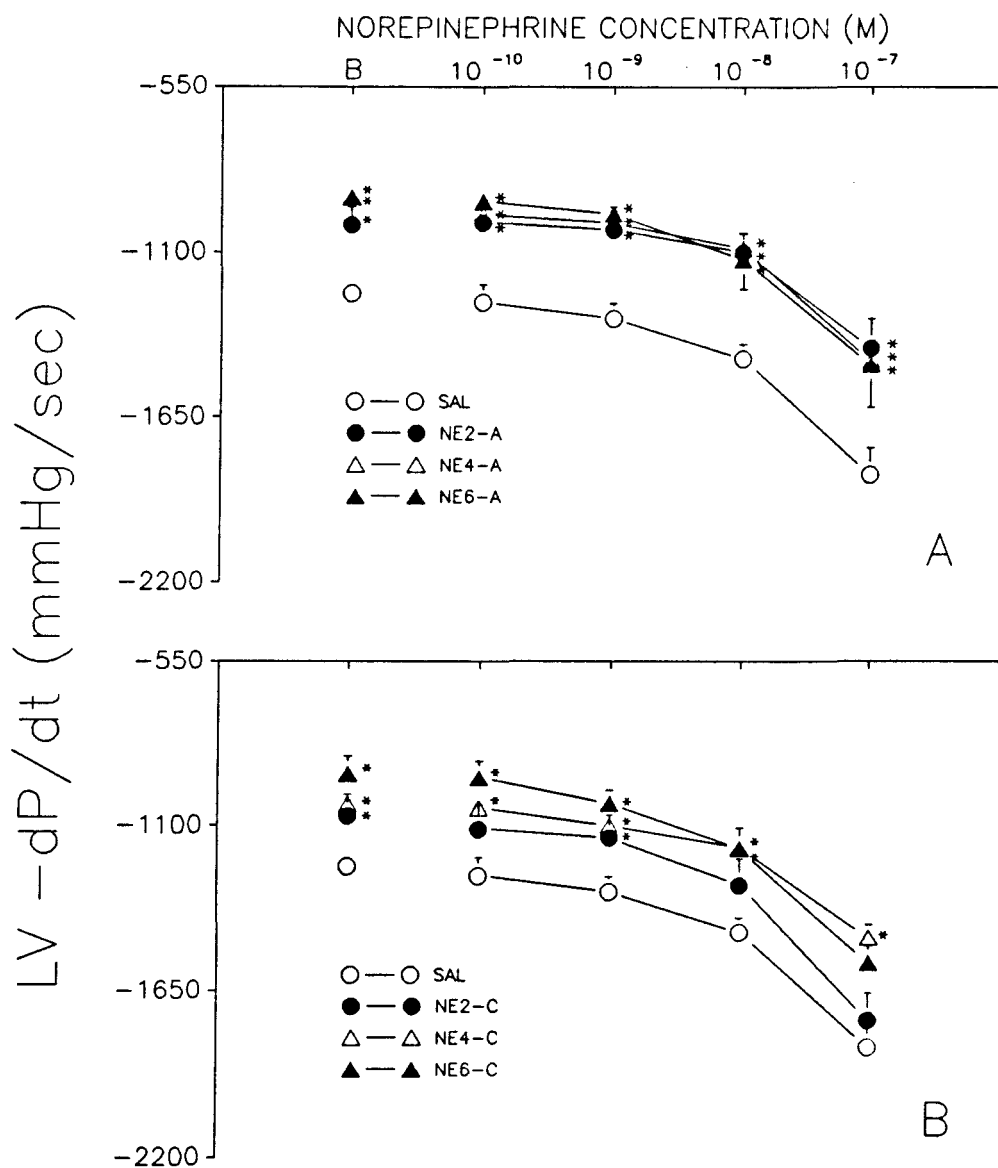 NOREPINEPHRINE CONCENTRATION (M)
B 10⁻¹⁰ 10⁻⁹ 10⁻⁸ 10⁻⁷
LV -dP/dt (mmHg/sec)
-550
-1100
-1650
-2200
SAL
NE2-A
NE4-A
NE6-A
A
-550
-1100
-1650
-2200
SAL
NE2-C
NE4-C
NE6-C
B